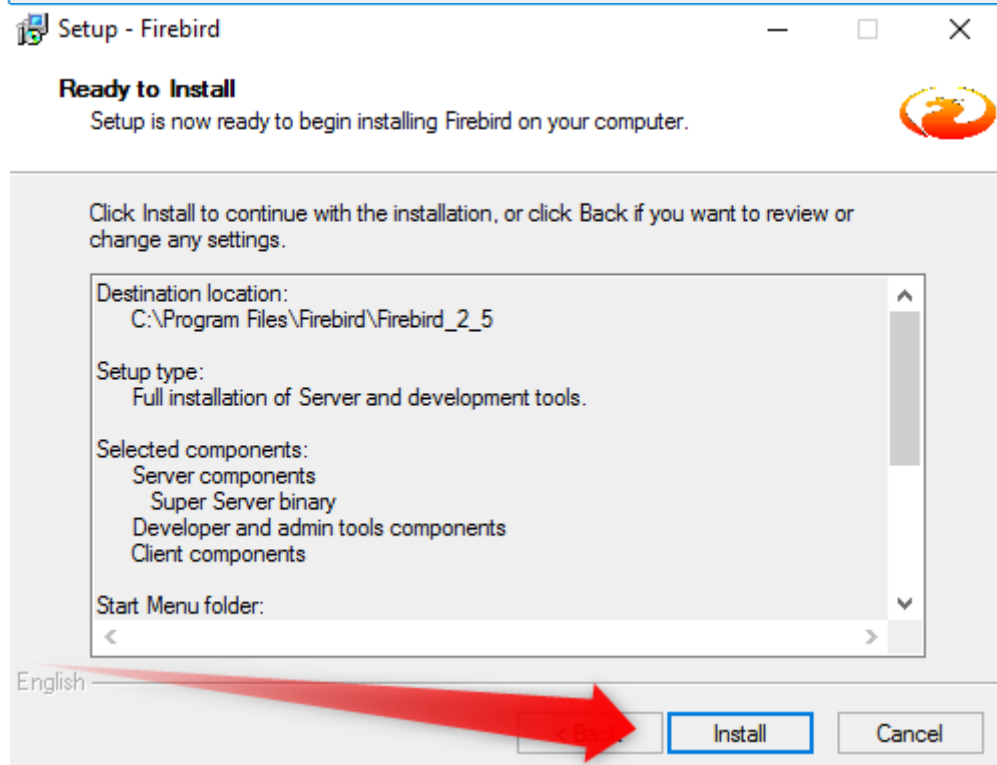 Setup - Firebird
Ready to Install
Setup is now ready to begin installing Firebird on your computer.
Click Install to continue with the installation, or click Back if you want to review or
change any settings.
Destination location:
C:\Program Files\Firebird\Firebird_2_5
Setup type:
Full installation of Server and development tools.
Selected components:
Server components
Super Server binary
Developer and admin tools components
Client components
Start Menu folder:
English
< Back
Install
Cancel